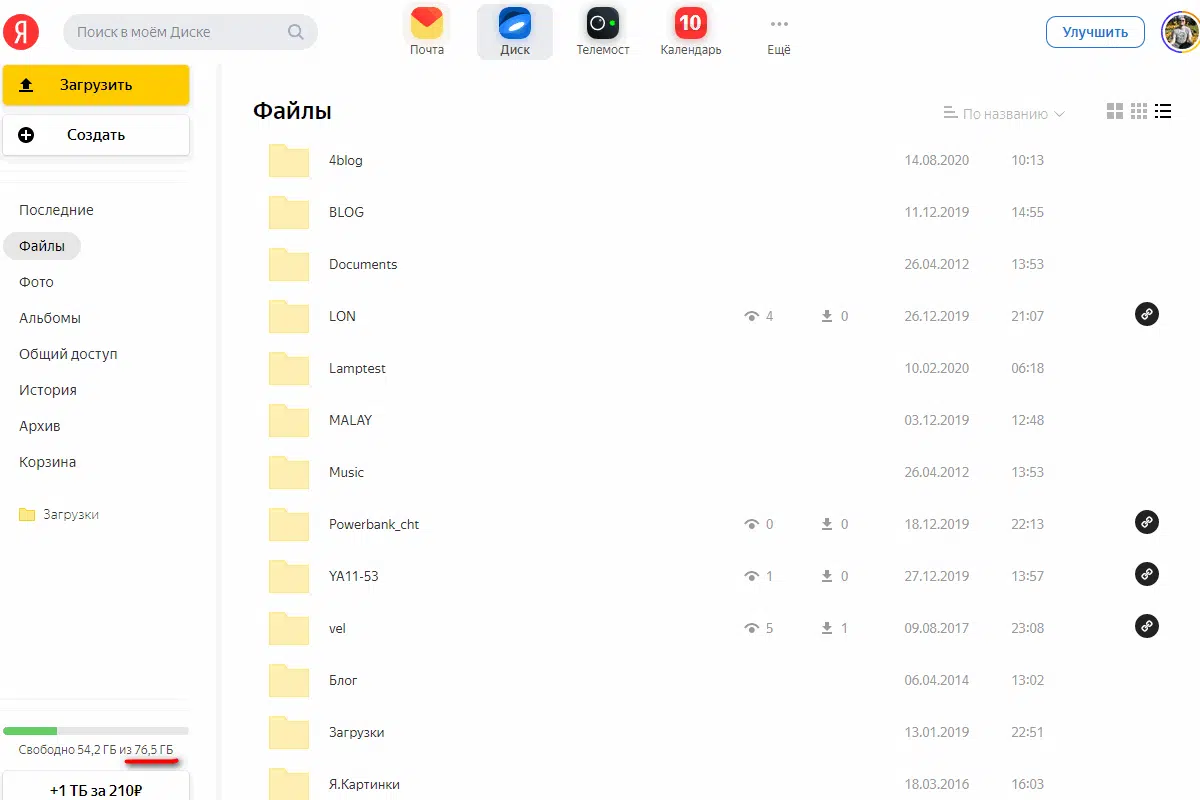 Я
Поиск в моём Диске
Почта
Диск
Телемост
10
Календарь
Ещё
Улучшить
Загрузить
Создать
Последние
Файлы
Фото
Альбомы
Общий доступ
История
Архив
Корзина
Загрузки
Свободно 54,2 ГБ из 76,5 ГБ
+1 ТБ за 210₽
Файлы
По названию
4blog 14.08.2020 10:13
BLOG 11.12.2019 14:55
Documents 26.04.2012 13:53
LON 4 0 26.12.2019 21:07
Lamptest 10.02.2020 06:18
MALAY 03.12.2019 12:48
Music 26.04.2012 13:53
Powerbank_cht 0 0 18.12.2019 22:13
YA11-53 1 0 27.12.2019 13:57
vel 5 1 09.08.2017 23:08
Блог 06.04.2014 13:02
Загрузки 13.01.2019 22:51
Я.Картинки 18.03.2016 16:03